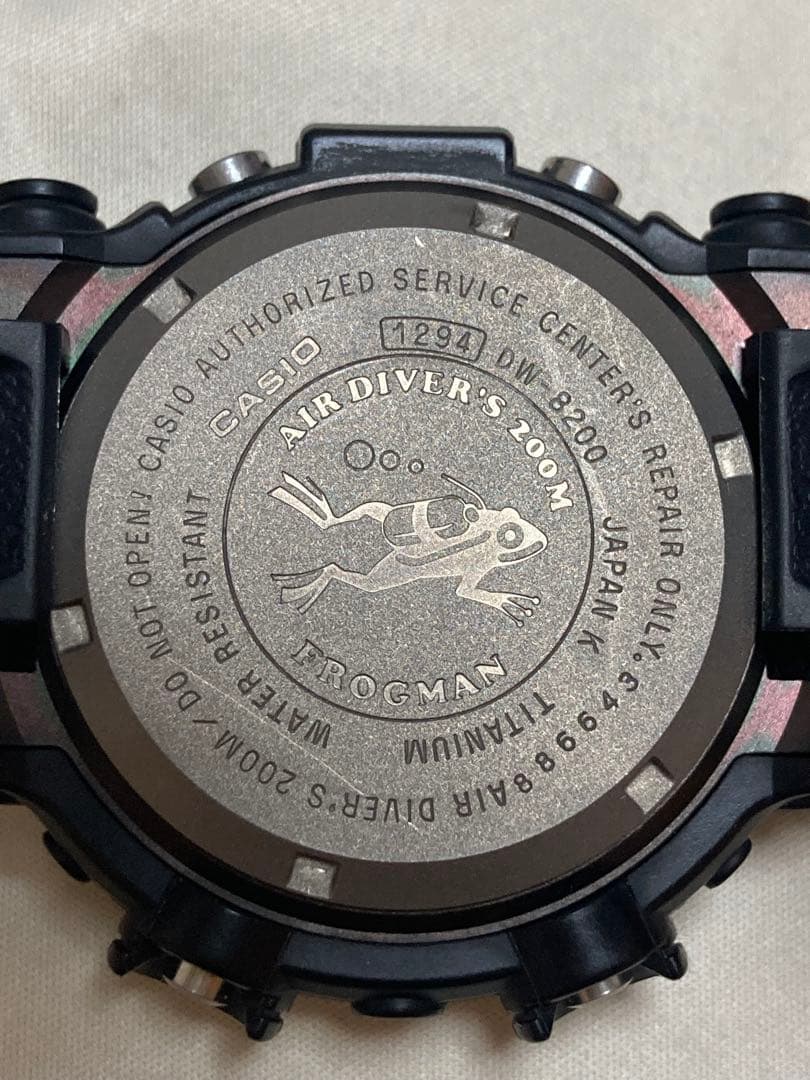 AIR DIVER'S 200M / DO NOT OPEN! CASIO AUTHORIZED SERVICE CENTER'S REPAIR ONLY. 886643
CASIO 1294 DW-8200
JAPAN K
TITANIUM
WATER RESISTANT
AIR DIVER'S 200M
FROGMAN